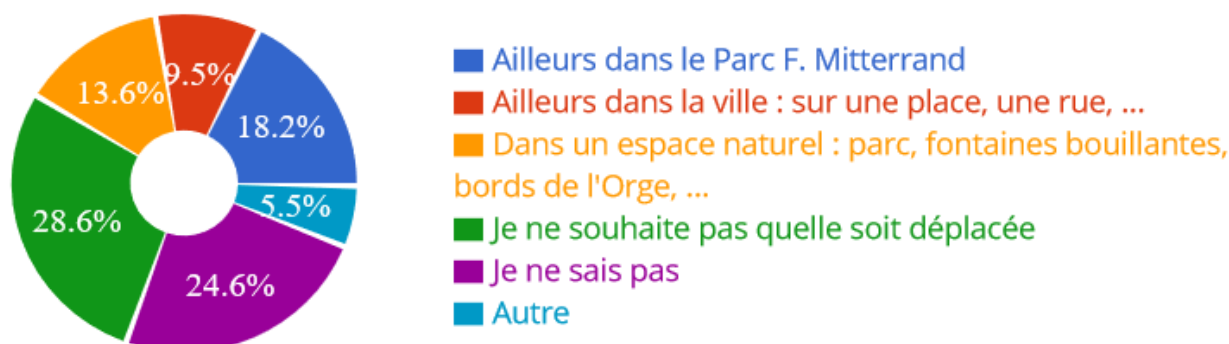 9.5%
13.6%
18.2%
28.6%
5.5%
24.6%
Ailleurs dans le Parc F. Mitterrand
Ailleurs dans la ville : sur une place, une rue, ...
Dans un espace naturel : parc, fontaines bouillantes,
bords de l'Orge, ...
Je ne souhaite pas quelle soit déplacée
Je ne sais pas
Autre